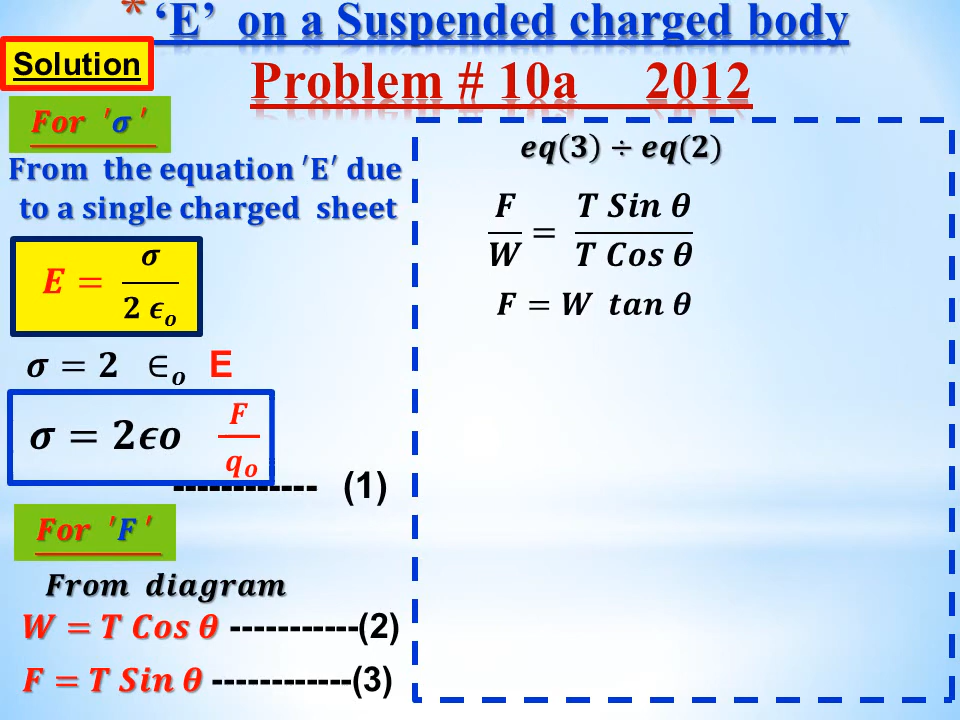 * ‘E’ on a Suspended charged body
Problem # 10a 2012
Solution
For ′σ ′
From the equation ′E′ due
to a single charged sheet
E = σ / 2 ϵₒ
σ = 2 ∈ₒ E
σ = 2ϵo F / qₒ
------------ (1)
For ′F ′
From diagram
W = T Cos θ -----------(2)
F = T Sin θ ------------(3)
eq(3) ÷ eq(2)
F / W = T Sin θ / T Cos θ
F = W tan θ